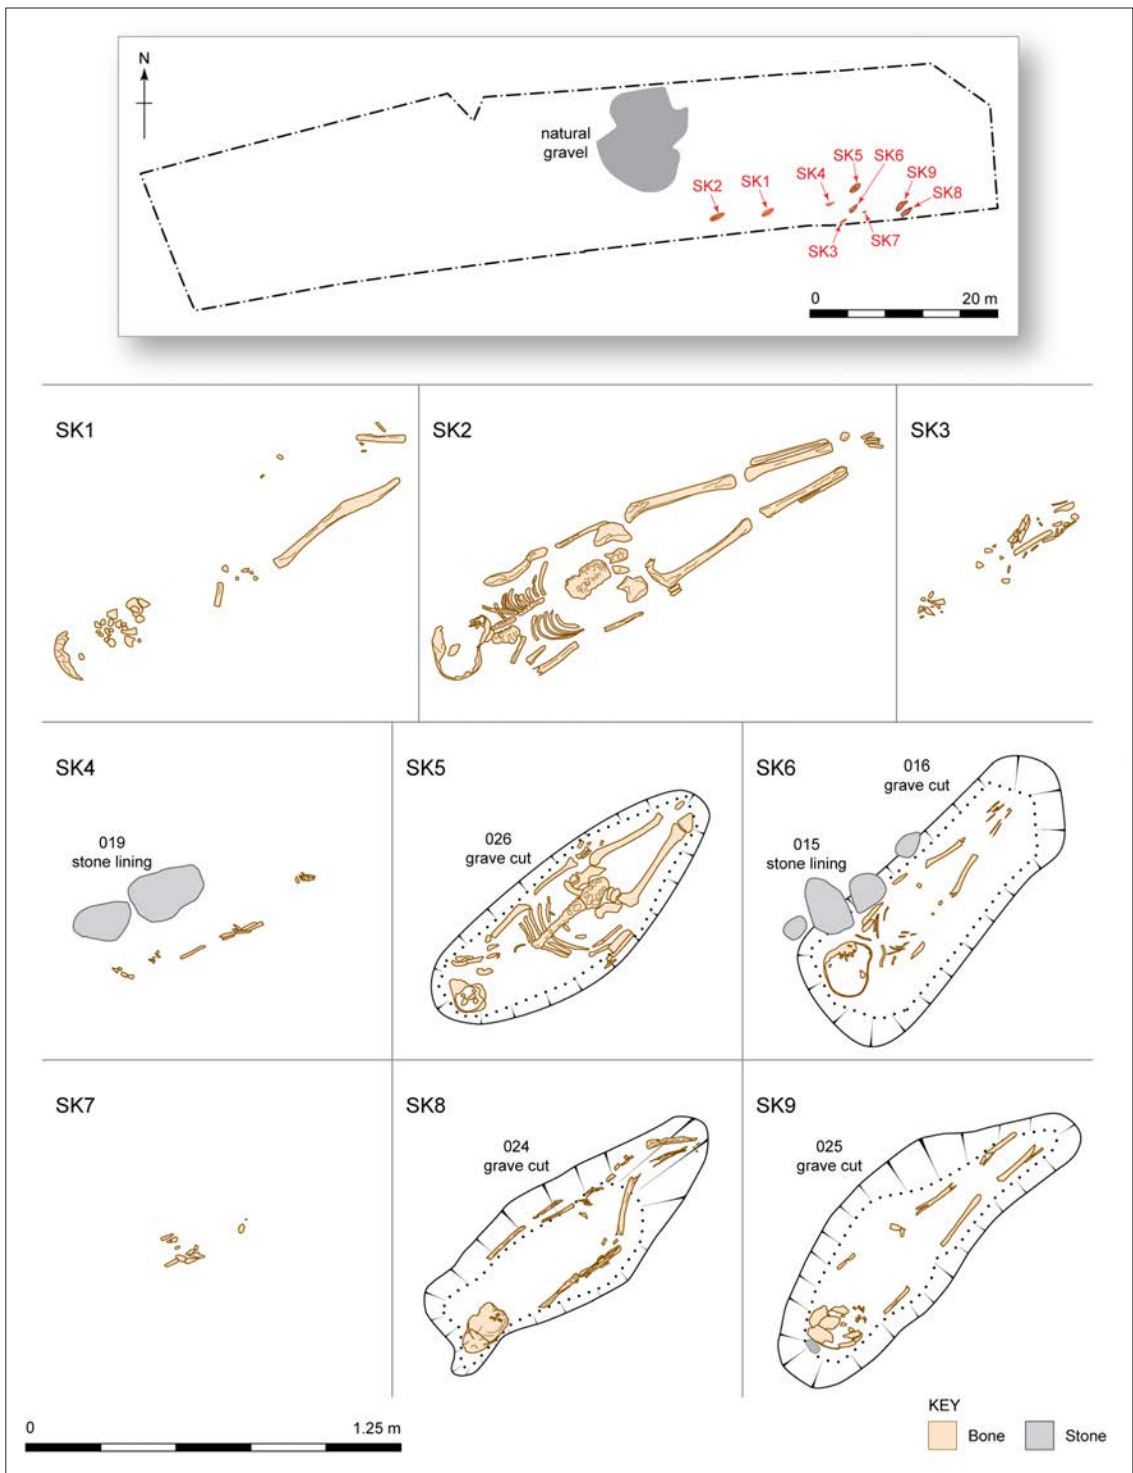 N
natural
gravel
SK5
SK6
SK4
SK9
SK2
SK1
SK8
SK3
SK7
0
20 m
SK1
SK2
SK3
SK4
019
stone lining
SK5
026
grave cut
SK6
016
grave cut
015
stone lining
SK7
SK8
024
grave cut
SK9
025
grave cut
0
1.25 m
KEY
Bone
Stone